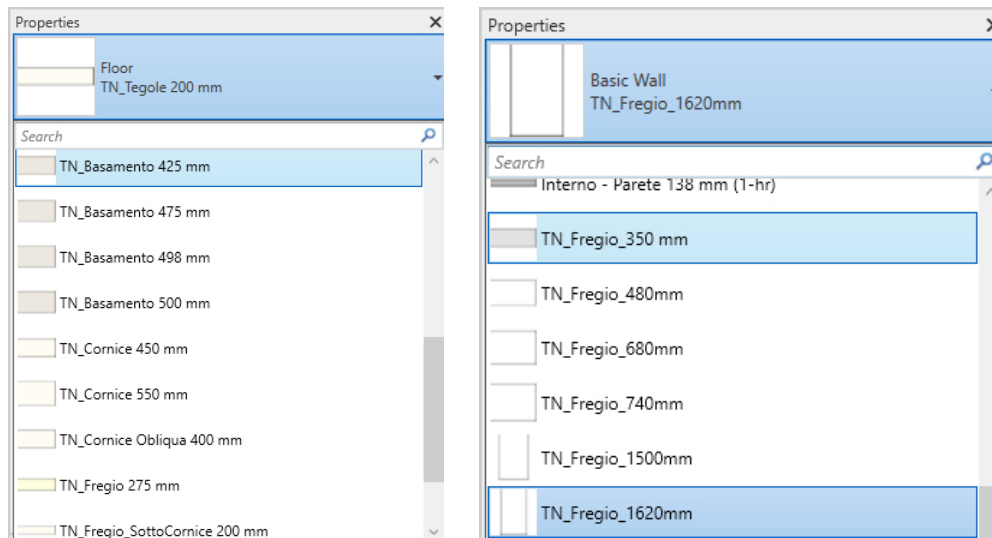 Properties
Floor
TN_Tegole 200 mm
Search
TN_Basamento 425 mm
TN_Basamento 475 mm
TN_Basamento 498 mm
TN_Basamento 500 mm
TN_Cornice 450 mm
TN_Cornice 550 mm
TN_Cornice Obliqua 400 mm
TN_Fregio 275 mm
TN_Fregio_SottoCornice 200 mm
Properties
Basic Wall
TN_Fregio_1620mm
Search
Interno - Parete 138 mm (1-hr)
TN_Fregio_350 mm
TN_Fregio_480mm
TN_Fregio_680mm
TN_Fregio_740mm
TN_Fregio_1500mm
TN_Fregio_1620mm